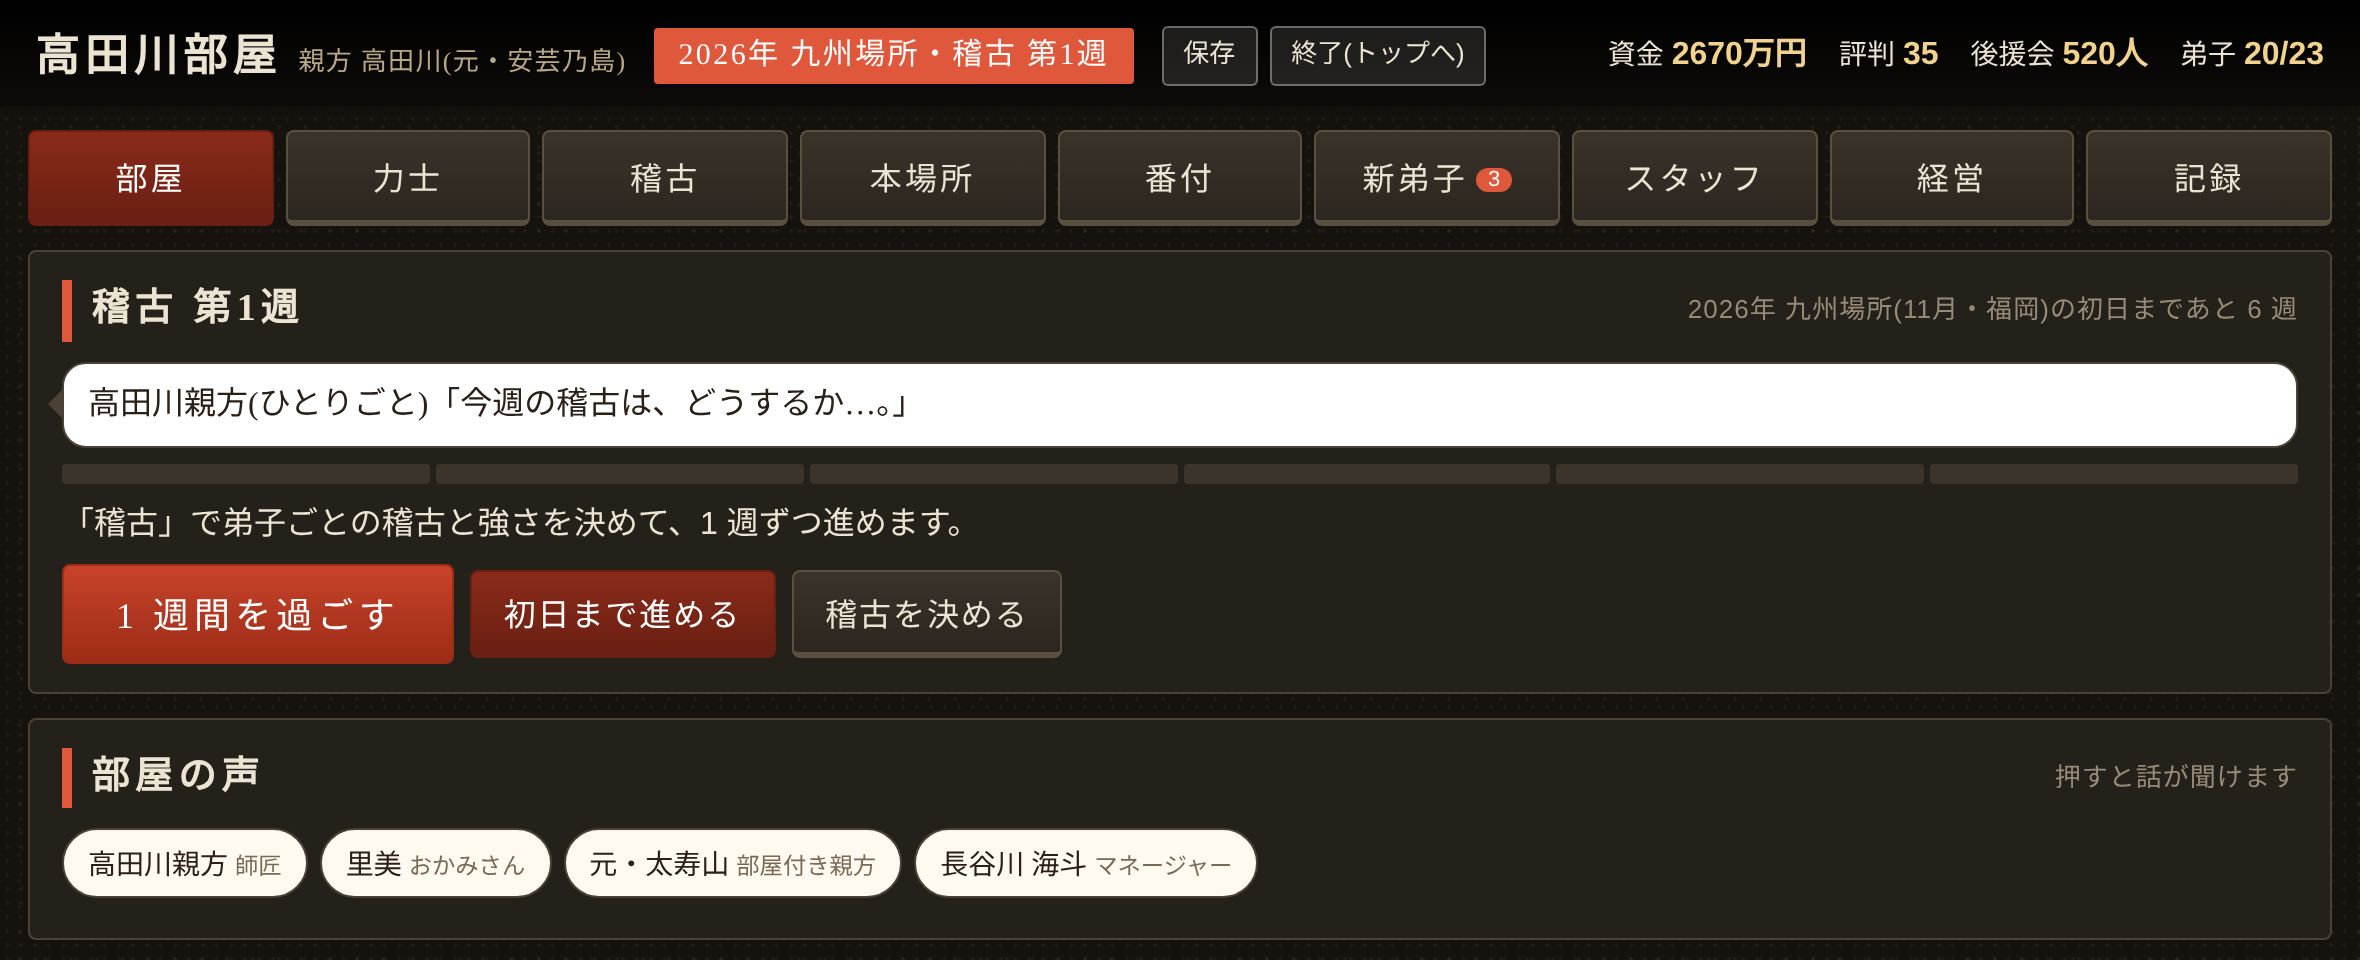 高田川部屋 親方 高田川(元・安芸乃島) 2026年 九州場所・稽古 第1週 保存 終了(トップへ) 資金 2670万円 評判 35 後援会 520人 弟子 20/23
部屋 力士 稽古 本場所 番付 新弟子 3 スタッフ 経営 記録
稽古 第1週 2026年 九州場所(11月・福岡)の初日まであと 6 週
高田川親方(ひとりごと)「今週の稽古は、どうするか…。」
「稽古」で弟子ごとの稽古と強さを決めて、1 週ずつ進めます。
1 週間を過ごす 初日まで進める 稽古を決める
部屋の声 押すと話が聞けます
高田川親方 師匠 里美 おかみさん 元・太寿山 部屋付き親方 長谷川 海斗 マネージャー